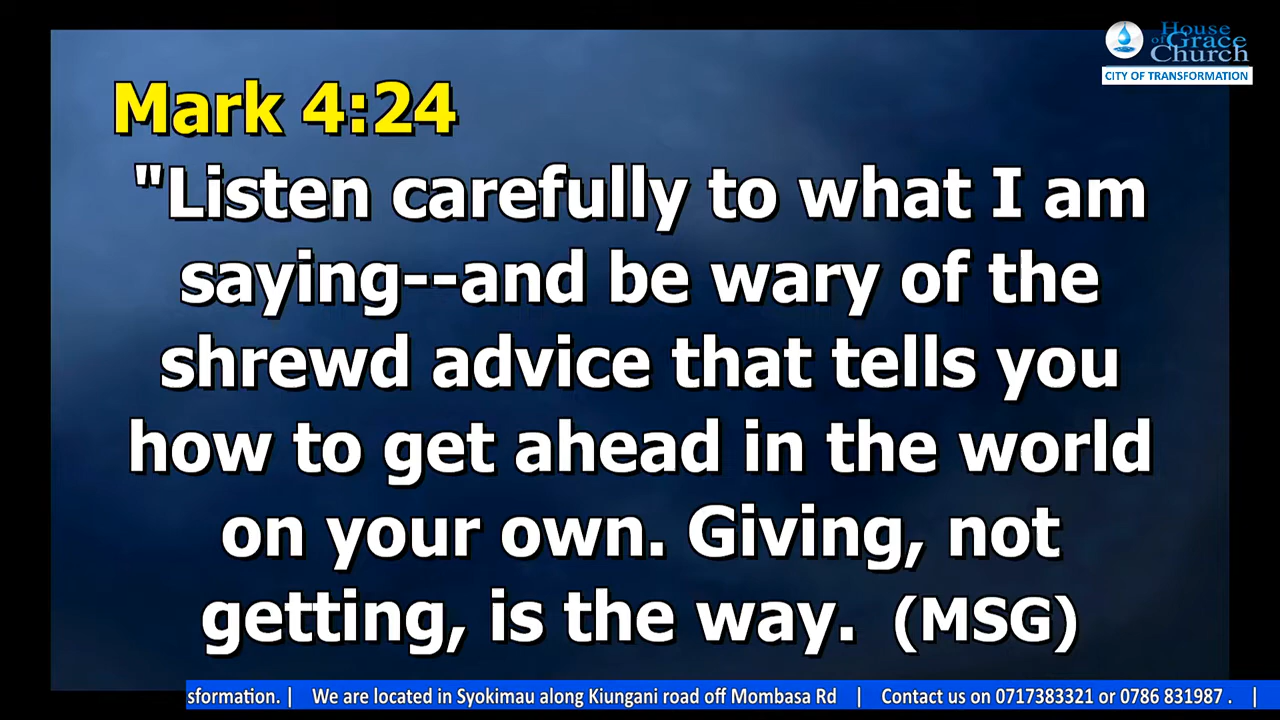 House
of Grace
Church
CITY OF TRANSFORMATION
Mark 4:24
"Listen carefully to what I am
saying--and be wary of the
shrewd advice that tells you
how to get ahead in the world
on your own. Giving, not
getting, is the way. (MSG)
sformation. | We are located in Syokimau along Kiungani road off Mombasa Rd | Contact us on 0717383321 or 0786 831987 . |